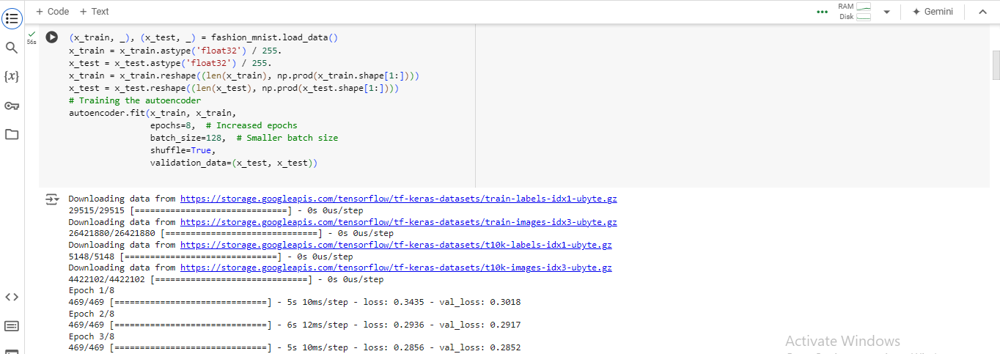 + Code + Text
RAM
Disk
Gemini
56s
(x_train, _), (x_test, _) = fashion_mnist.load_data()
x_train = x_train.astype('float32') / 255.
x_test = x_test.astype('float32') / 255.
x_train = x_train.reshape((len(x_train), np.prod(x_train.shape[1:])))
x_test = x_test.reshape((len(x_test), np.prod(x_test.shape[1:])))
# Training the autoencoder
autoencoder.fit(x_train, x_train,
                epochs=8,  # Increased epochs
                batch_size=128,  # Smaller batch size
                shuffle=True,
                validation_data=(x_test, x_test))
{x}
Downloading data from https://storage.googleapis.com/tensorflow/tf-keras-datasets/train-labels-idx1-ubyte.gz
29515/29515 [==============================] - 0s 0us/step
Downloading data from https://storage.googleapis.com/tensorflow/tf-keras-datasets/train-images-idx3-ubyte.gz
26421880/26421880 [==============================] - 0s 0us/step
Downloading data from https://storage.googleapis.com/tensorflow/tf-keras-datasets/t10k-labels-idx1-ubyte.gz
5148/5148 [==============================] - 0s 0us/step
Downloading data from https://storage.googleapis.com/tensorflow/tf-keras-datasets/t10k-images-idx3-ubyte.gz
4422102/4422102 [==============================] - 0s 0us/step
Epoch 1/8
469/469 [==============================] - 5s 10ms/step - loss: 0.3435 - val_loss: 0.3018
Epoch 2/8
469/469 [==============================] - 6s 12ms/step - loss: 0.2936 - val_loss: 0.2917
Epoch 3/8
469/469 [==============================] - 5s 10ms/step - loss: 0.2856 - val_loss: 0.2852
Activate Windows